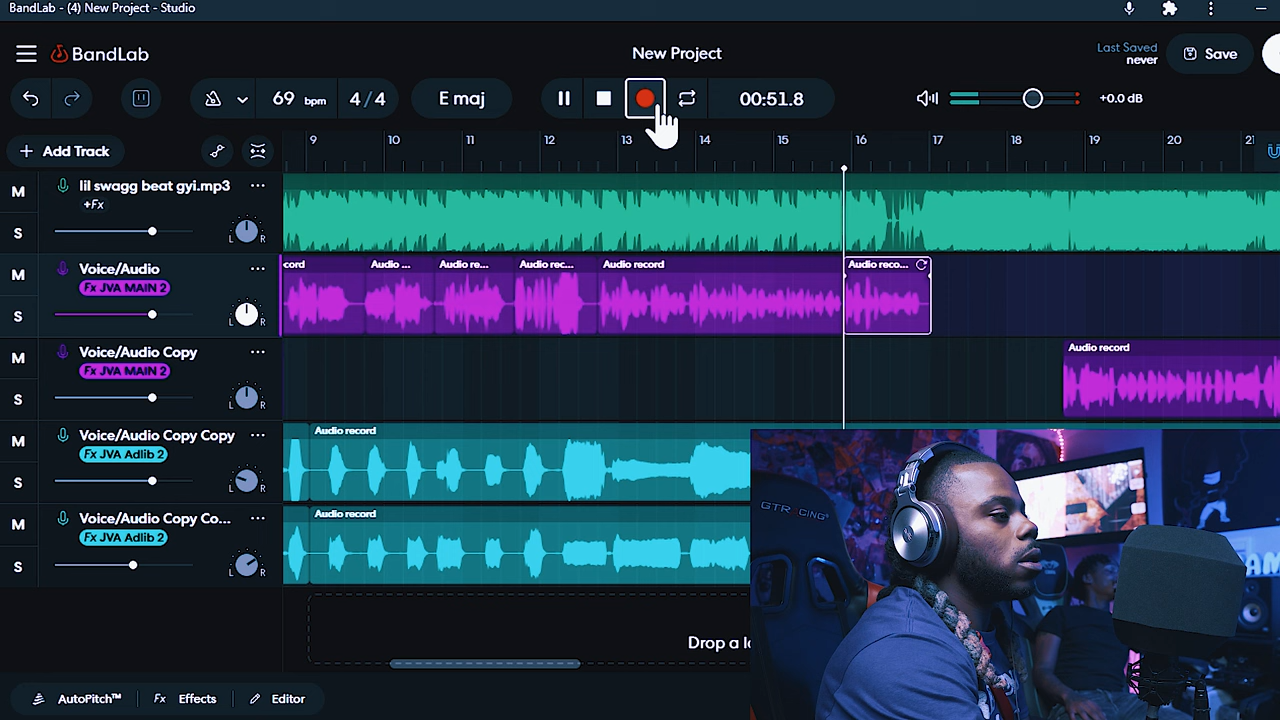 BandLab - (4) New Project - Studio
BandLab
New Project
Last Saved
never
Save
69 bpm
4/4
E maj
00:51.8
+0.0 dB
+ Add Track
9 10 11 12 13 14 15 16 17 18 19 20 21
M
S
lil swagg beat gyi.mp3
+Fx
L R
M
S
Voice/Audio
Fx JVA MAIN 2
L R
cord
Audio ...
Audio re...
Audio rec...
Audio record
Audio reco...
M
S
Voice/Audio Copy
Fx JVA MAIN 2
L R
Audio record
M
S
Voice/Audio Copy Copy
Fx JVA Adlib 2
L R
Audio record
M
S
Voice/Audio Copy Co...
Fx JVA Adlib 2
L R
Audio record
Drop a lo
GTRACING
AutoPitch™
Fx Effects
Editor